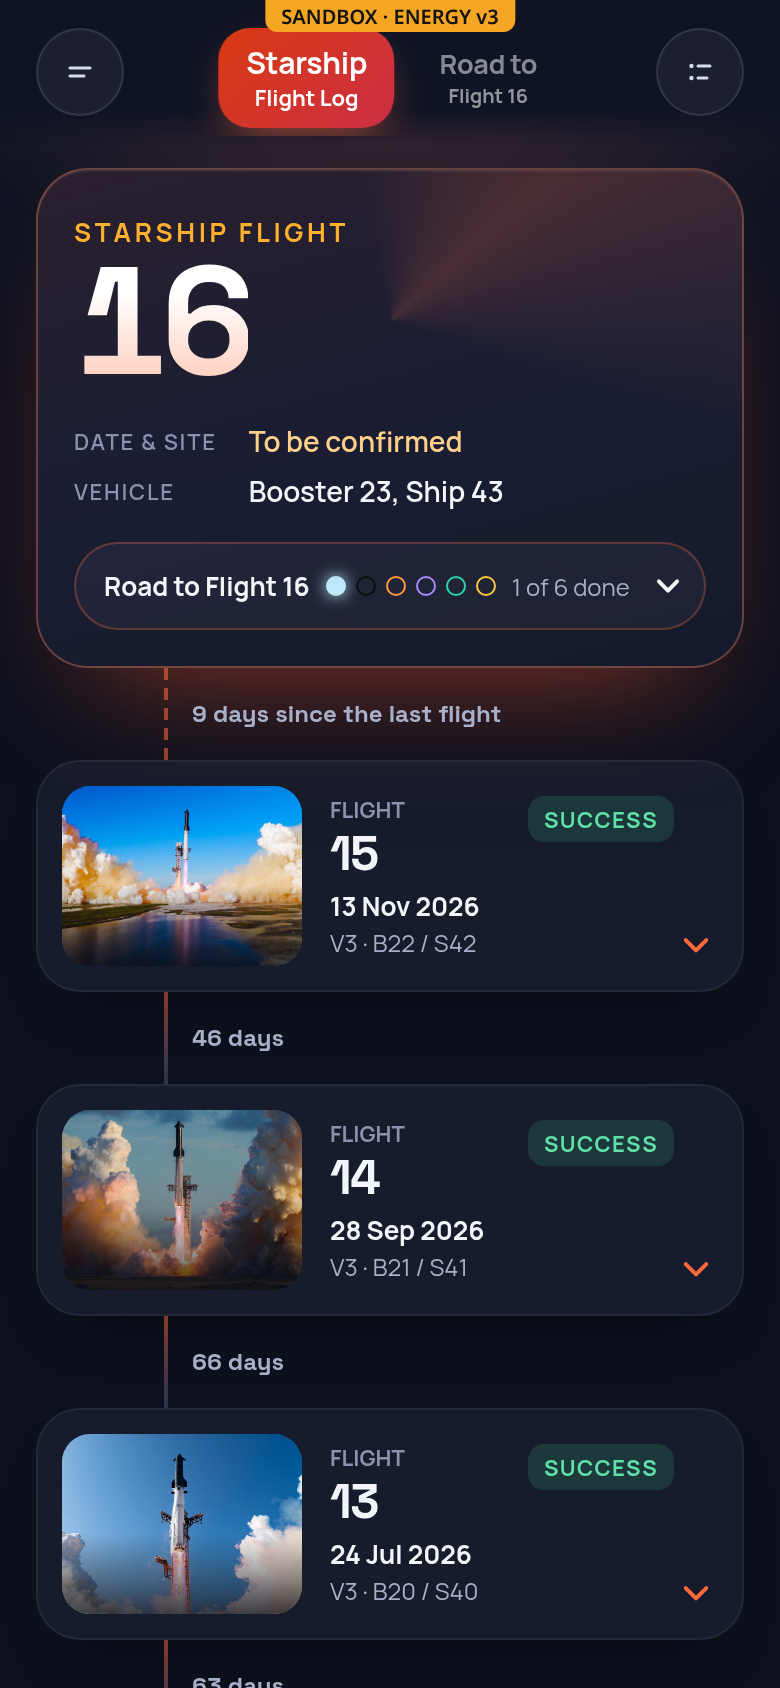 SANDBOX · ENERGY v3
Starship
Flight Log
Road to
Flight 16
STARSHIP FLIGHT
16
DATE & SITE To be confirmed
VEHICLE Booster 23, Ship 43
Road to Flight 16 1 of 6 done
9 days since the last flight
FLIGHT
15
SUCCESS
13 Nov 2026
V3 · B22 / S42
46 days
FLIGHT
14
SUCCESS
28 Sep 2026
V3 · B21 / S41
66 days
FLIGHT
13
SUCCESS
24 Jul 2026
V3 · B20 / S40
63 days